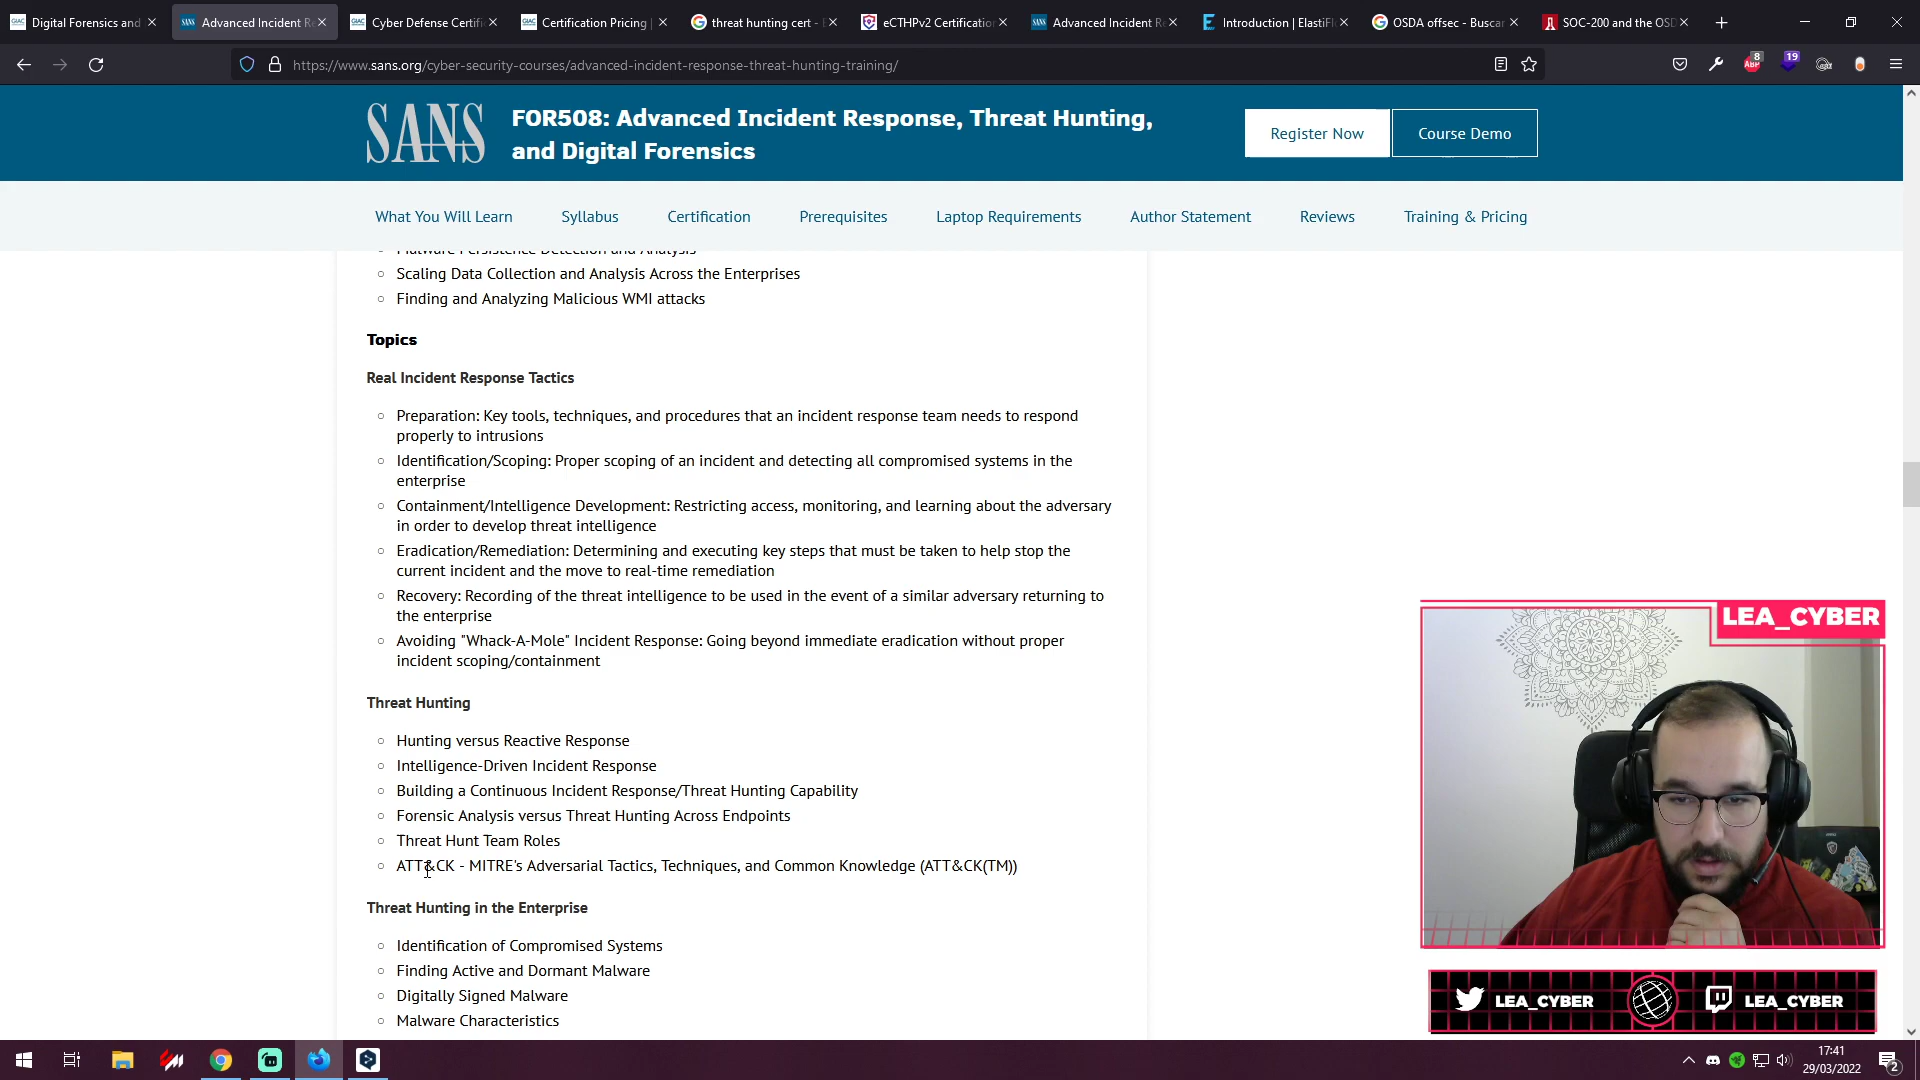 Digital Forensics and
Advanced Incident Re
Cyber Defense Certifi
Certification Pricing |
threat hunting cert -
eCTHPv2 Certification
Advanced Incident Re
Introduction | ElastiFl
OSDA offsec - Buscar
SOC-200 and the OSD
https://www.sans.org/cyber-security-courses/advanced-incident-response-threat-hunting-training/
8
ABP
19
SANS
FOR508: Advanced Incident Response, Threat Hunting,
and Digital Forensics
Register Now
Course Demo
What You Will Learn
Syllabus
Certification
Prerequisites
Laptop Requirements
Author Statement
Reviews
Training & Pricing
Malware Persistence Detection and Analysis
Scaling Data Collection and Analysis Across the Enterprises
Finding and Analyzing Malicious WMI attacks
Topics
Real Incident Response Tactics
Preparation: Key tools, techniques, and procedures that an incident response team needs to respond
properly to intrusions
Identification/Scoping: Proper scoping of an incident and detecting all compromised systems in the
enterprise
Containment/Intelligence Development: Restricting access, monitoring, and learning about the adversary
in order to develop threat intelligence
Eradication/Remediation: Determining and executing key steps that must be taken to help stop the
current incident and the move to real-time remediation
Recovery: Recording of the threat intelligence to be used in the event of a similar adversary returning to
the enterprise
Avoiding "Whack-A-Mole" Incident Response: Going beyond immediate eradication without proper
incident scoping/containment
Threat Hunting
Hunting versus Reactive Response
Intelligence-Driven Incident Response
Building a Continuous Incident Response/Threat Hunting Capability
Forensic Analysis versus Threat Hunting Across Endpoints
Threat Hunt Team Roles
ATT&CK - MITRE's Adversarial Tactics, Techniques, and Common Knowledge (ATT&CK(TM))
Threat Hunting in the Enterprise
Identification of Compromised Systems
Finding Active and Dormant Malware
Digitally Signed Malware
Malware Characteristics
LEA_CYBER
LEA_CYBER
LEA_CYBER
17:41
29/03/2022
2